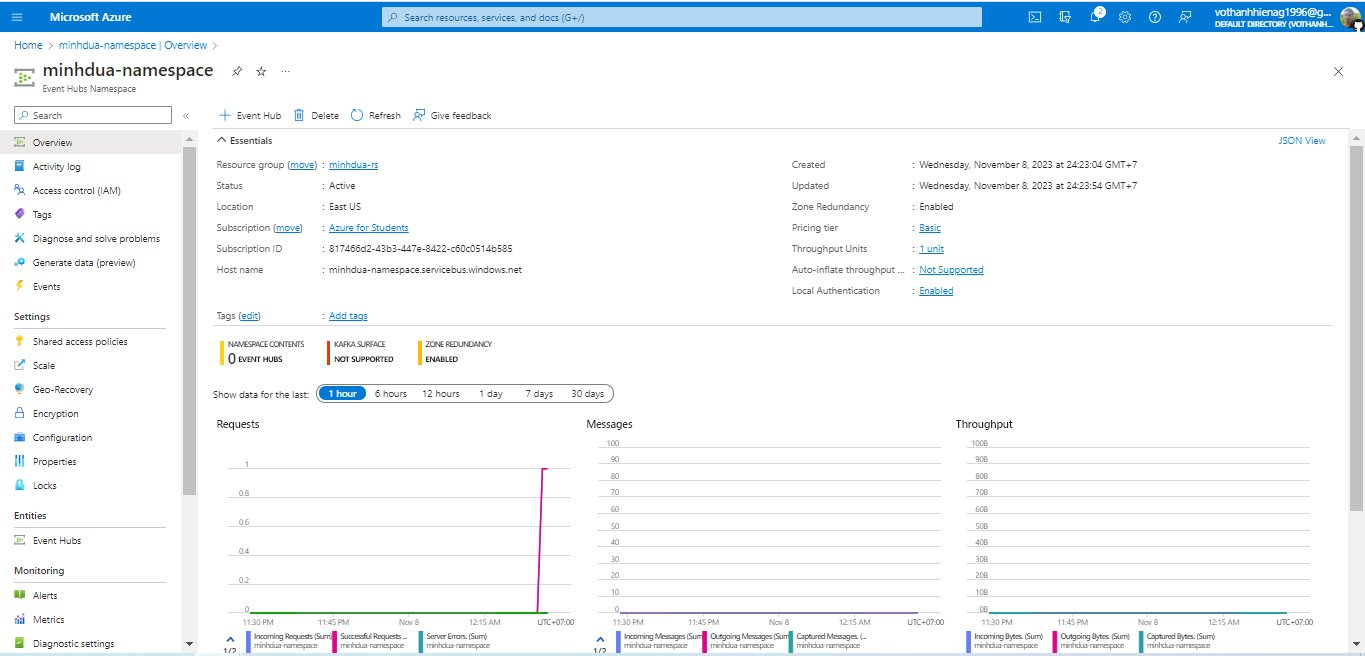 Microsoft Azure
Search resources, services, and docs (G+/)
2
vothanhhienag1996@g...
DEFAULT DIRECTORY (VOTHANH...
Home > minhdua-namespace | Overview >
minhdua-namespace
...
Event Hubs Namespace
Search
«
Event Hub
Delete
Refresh
Give feedback
Overview
Activity log
Access control (IAM)
Tags
Diagnose and solve problems
Generate data (preview)
Events
Settings
Shared access policies
Scale
Geo-Recovery
Encryption
Configuration
Properties
Locks
Entities
Event Hubs
Monitoring
Alerts
Metrics
Diagnostic settings
Essentials
JSON View
Resource group (move) : minhdua-rs
Status : Active
Location : East US
Subscription (move) : Azure for Students
Subscription ID : 817466d2-43b3-447e-8422-c60c0514b585
Host name : minhdua-namespace.servicebus.windows.net
Created : Wednesday, November 8, 2023 at 24:23:04 GMT+7
Updated : Wednesday, November 8, 2023 at 24:23:54 GMT+7
Zone Redundancy : Enabled
Pricing tier : Basic
Throughput Units : 1 unit
Auto-inflate throughput ... : Not Supported
Local Authentication : Enabled
Tags (edit) : Add tags
NAMESPACE CONTENTS
0 EVENT HUBS
KAFKA SURFACE
NOT SUPPORTED
ZONE REDUNDANCY
ENABLED
Show data for the last:
1 hour
6 hours
12 hours
1 day
7 days
30 days
Requests
1
0.8
0.6
0.4
0.2
0
11:30 PM
11:45 PM
Nov 8
12:15 AM
UTC+07:00
1/2
Incoming Requests (Sum)
minhdua-namespace
Successful Requests ...
minhdua-namespace
Server Errors. (Sum)
minhdua-namespace
Messages
100
90
80
70
60
50
40
30
20
10
0
11:30 PM
11:45 PM
Nov 8
12:15 AM
UTC+07:00
1/2
Incoming Messages (Sum)
minhdua-namespace
Outgoing Messages (Sum)
minhdua-namespace
Captured Messages. (...
minhdua-namespace
Throughput
100B
90B
80B
70B
60B
50B
40B
30B
20B
10B
0B
11:30 PM
11:45 PM
Nov 8
12:15 AM
UTC+07:00
Incoming Bytes. (Sum)
minhdua-namespace
Outgoing Bytes. (Sum)
minhdua-namespace
Captured Bytes. (Sum)
minhdua-namespace